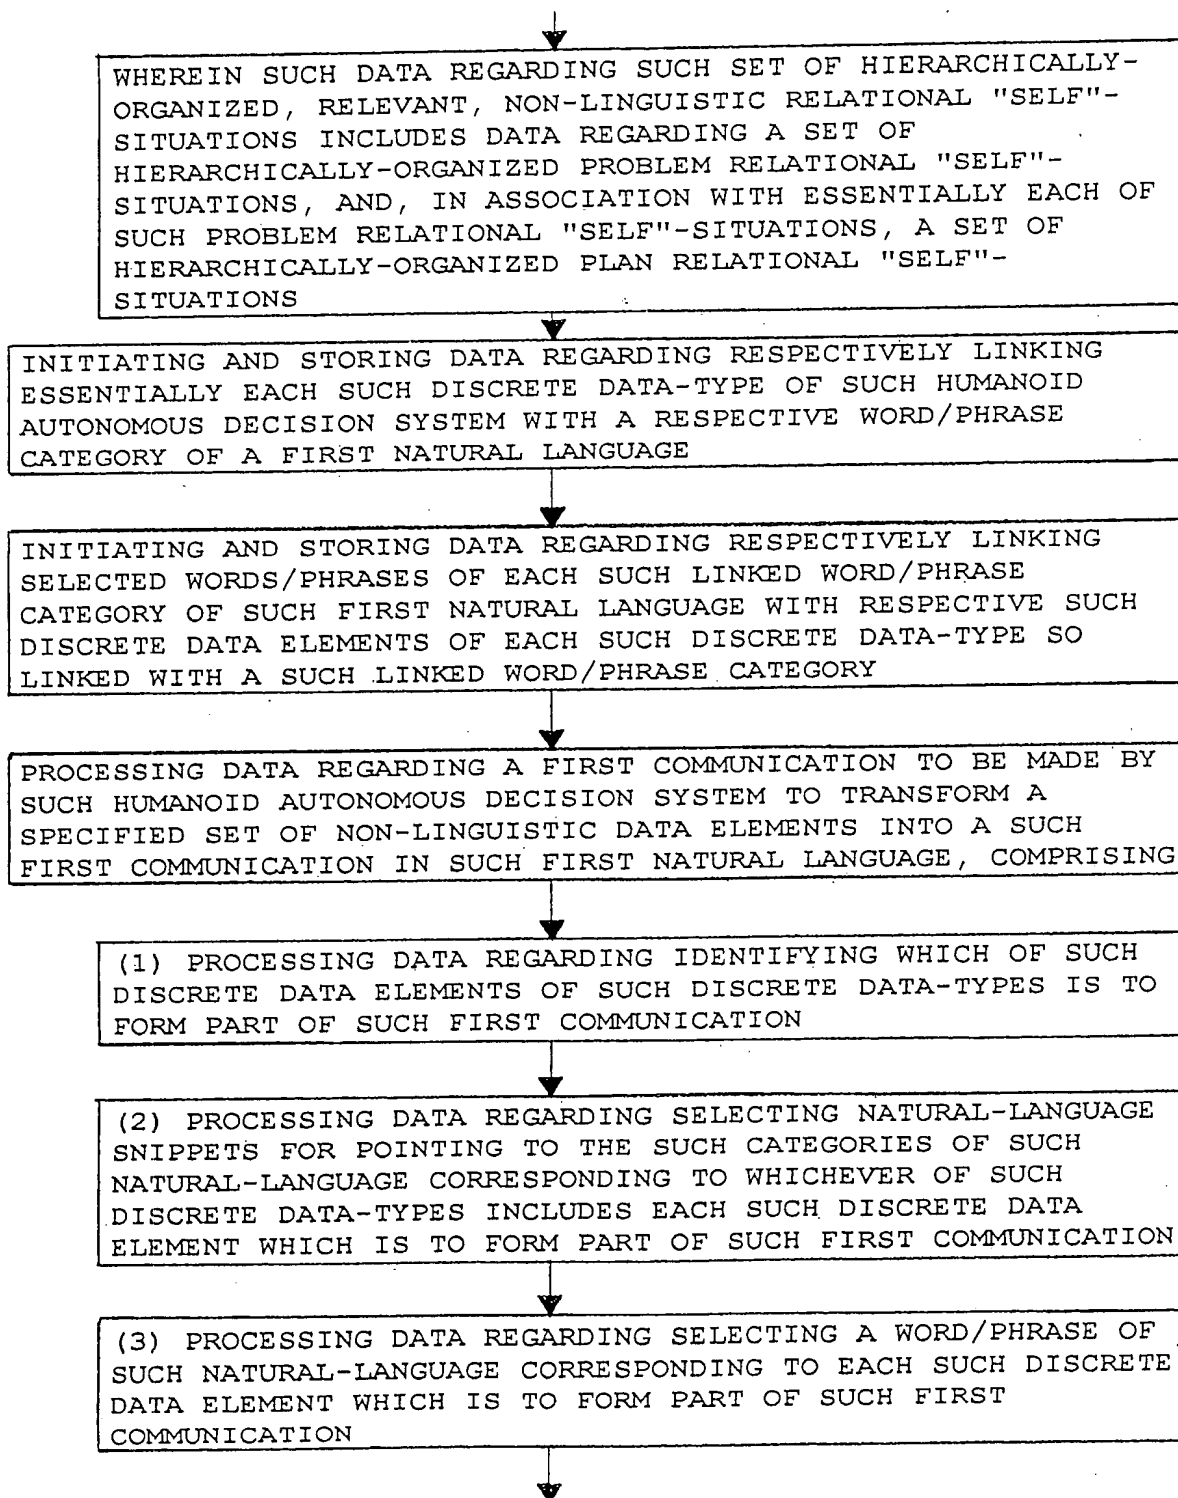 WHEREIN SUCH DATA REGARDING SUCH SET OF HIERARCHICALLY-
ORGANIZED, RELEVANT, NON-LINGUISTIC RELATIONAL "SELF"-
SITUATIONS INCLUDES DATA REGARDING A SET OF
HIERARCHICALLY-ORGANIZED PROBLEM RELATIONAL "SELF"-
SITUATIONS, AND, IN ASSOCIATION WITH ESSENTIALLY EACH OF
SUCH PROBLEM RELATIONAL "SELF"-SITUATIONS, A SET OF
HIERARCHICALLY-ORGANIZED PLAN RELATIONAL "SELF"-
SITUATIONS
INITIATING AND STORING DATA REGARDING RESPECTIVELY LINKING
ESSENTIALLY EACH SUCH DISCRETE DATA-TYPE OF SUCH HUMANOID
AUTONOMOUS DECISION SYSTEM WITH A RESPECTIVE WORD/PHRASE
CATEGORY OF A FIRST NATURAL LANGUAGE
INITIATING AND STORING DATA REGARDING RESPECTIVELY LINKING
SELECTED WORDS/PHRASES OF EACH SUCH LINKED WORD/PHRASE
CATEGORY OF SUCH FIRST NATURAL LANGUAGE WITH RESPECTIVE SUCH
DISCRETE DATA ELEMENTS OF EACH SUCH DISCRETE DATA-TYPE SO
LINKED WITH A SUCH LINKED WORD/PHRASE CATEGORY
PROCESSING DATA REGARDING A FIRST COMMUNICATION TO BE MADE BY
SUCH HUMANOID AUTONOMOUS DECISION SYSTEM TO TRANSFORM A
SPECIFIED SET OF NON-LINGUISTIC DATA ELEMENTS INTO A SUCH
FIRST COMMUNICATION IN SUCH FIRST NATURAL LANGUAGE, COMPRISING
(1) PROCESSING DATA REGARDING IDENTIFYING WHICH OF SUCH
DISCRETE DATA ELEMENTS OF SUCH DISCRETE DATA-TYPES IS TO
FORM PART OF SUCH FIRST COMMUNICATION
(2) PROCESSING DATA REGARDING SELECTING NATURAL-LANGUAGE
SNIPPETS FOR POINTING TO THE SUCH CATEGORIES OF SUCH
NATURAL-LANGUAGE CORRESPONDING TO WHICHEVER OF SUCH
DISCRETE DATA-TYPES INCLUDES EACH SUCH DISCRETE DATA
ELEMENT WHICH IS TO FORM PART OF SUCH FIRST COMMUNICATION
(3) PROCESSING DATA REGARDING SELECTING A WORD/PHRASE OF
SUCH NATURAL-LANGUAGE CORRESPONDING TO EACH SUCH DISCRETE
DATA ELEMENT WHICH IS TO FORM PART OF SUCH FIRST
COMMUNICATION